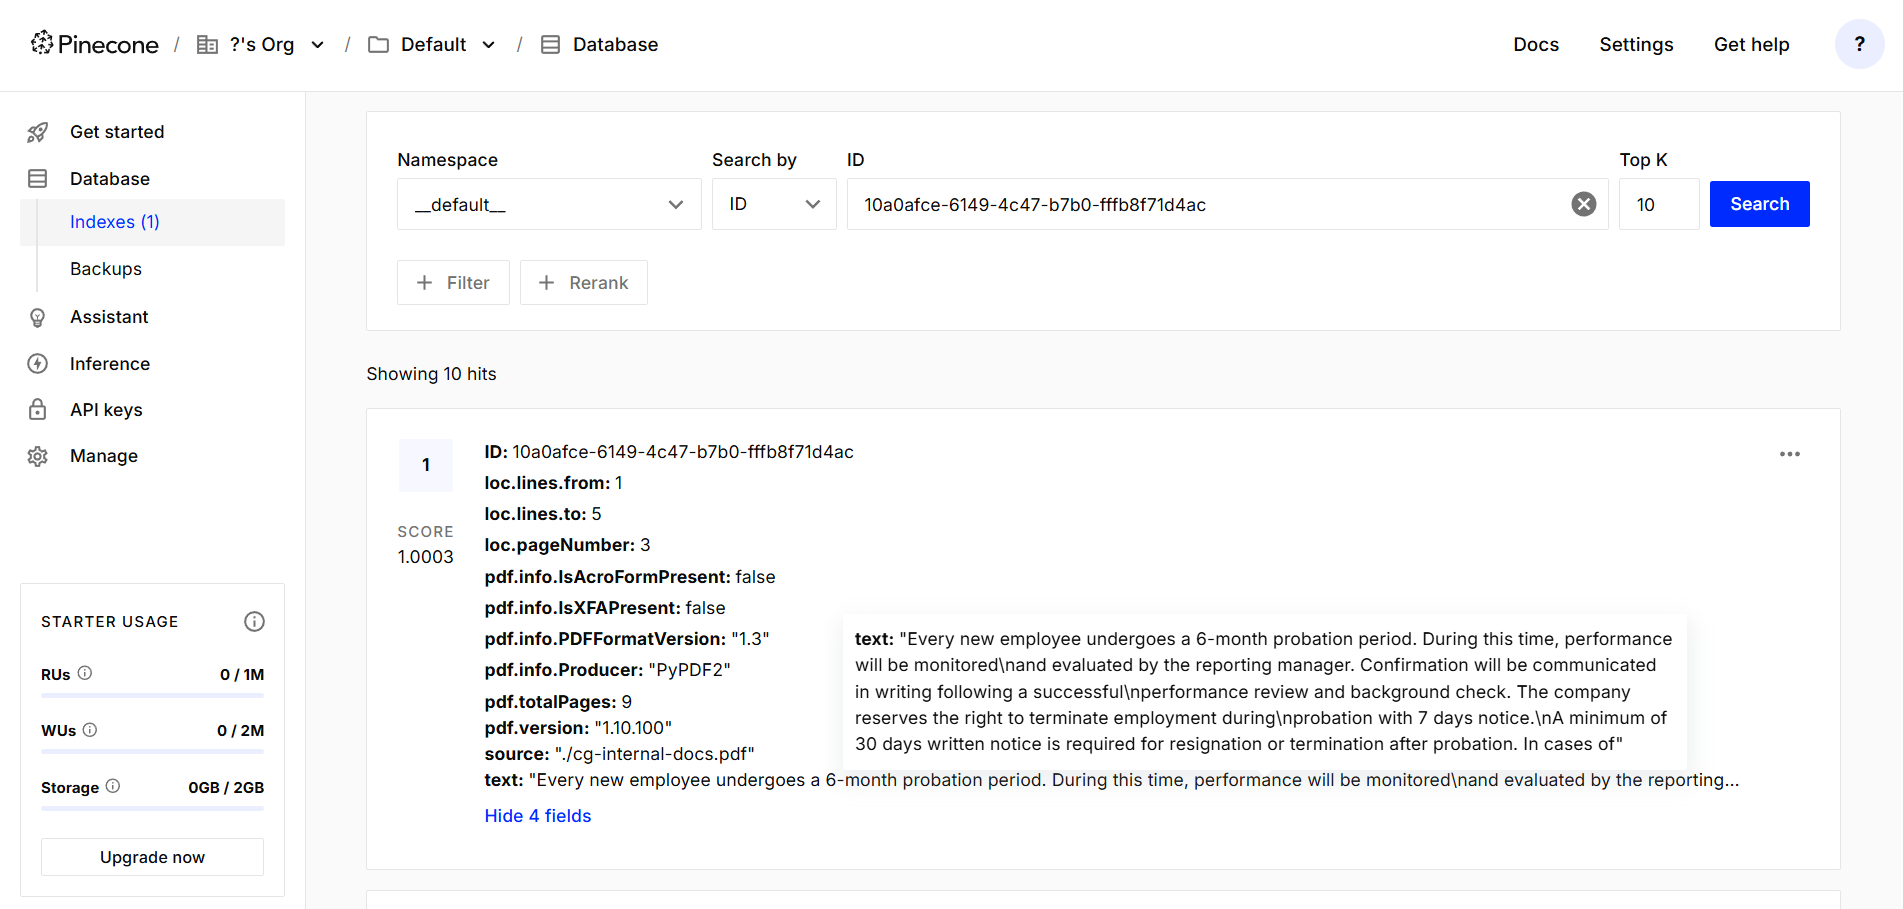 Pinecone / ?'s Org / Default / Database
Docs Settings Get help ?
Get started
Database
Indexes (1)
Backups
Assistant
Inference
API keys
Manage
STARTER USAGE
RUs 0 / 1M
WUs 0 / 2M
Storage 0GB / 2GB
Upgrade now
Namespace Search by ID Top K
__default__ ID 10a0afce-6149-4c47-b7b0-fffb8f71d4ac 10 Search
+ Filter + Rerank
Showing 10 hits
1
SCORE
1.0003
ID: 10a0afce-6149-4c47-b7b0-fffb8f71d4ac
loc.lines.from: 1
loc.lines.to: 5
loc.pageNumber: 3
pdf.info.IsAcroFormPresent: false
pdf.info.IsXFAPresent: false
pdf.info.PDFFormatVersion: "1.3"
pdf.info.Producer: "PyPDF2"
pdf.totalPages: 9
pdf.version: "1.10.100"
source: "./cg-internal-docs.pdf"
text: "Every new employee undergoes a 6-month probation period. During this time, performance will be monitored\nand evaluated by the reporting...
Hide 4 fields
text: "Every new employee undergoes a 6-month probation period. During this time, performance
will be monitored\nand evaluated by the reporting manager. Confirmation will be communicated
in writing following a successful\nperformance review and background check. The company
reserves the right to terminate employment during\nprobation with 7 days notice.\nA minimum of
30 days written notice is required for resignation or termination after probation. In cases of"